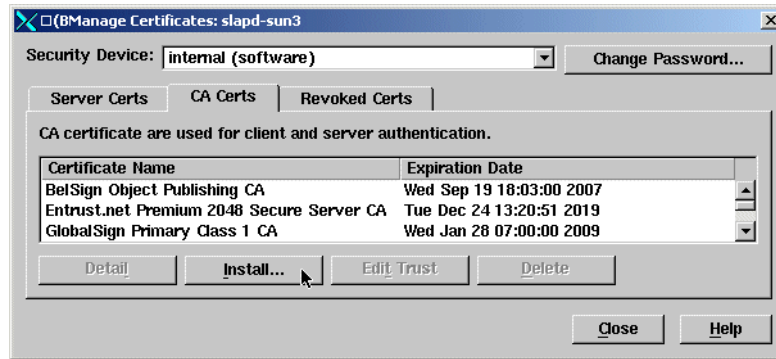 □(BManage Certificates: slapd-sun3
Security Device: internal (software) Change Password...
Server Certs CA Certs Revoked Certs
CA certificate are used for client and server authentication.
Certificate Name Expiration Date
BelSign Object Publishing CA Wed Sep 19 18:03:00 2007
Entrust.net Premium 2048 Secure Server CA Tue Dec 24 13:20:51 2019
GlobalSign Primary Class 1 CA Wed Jan 28 07:00:00 2009
Detail Install... Edit Trust Delete
Close Help